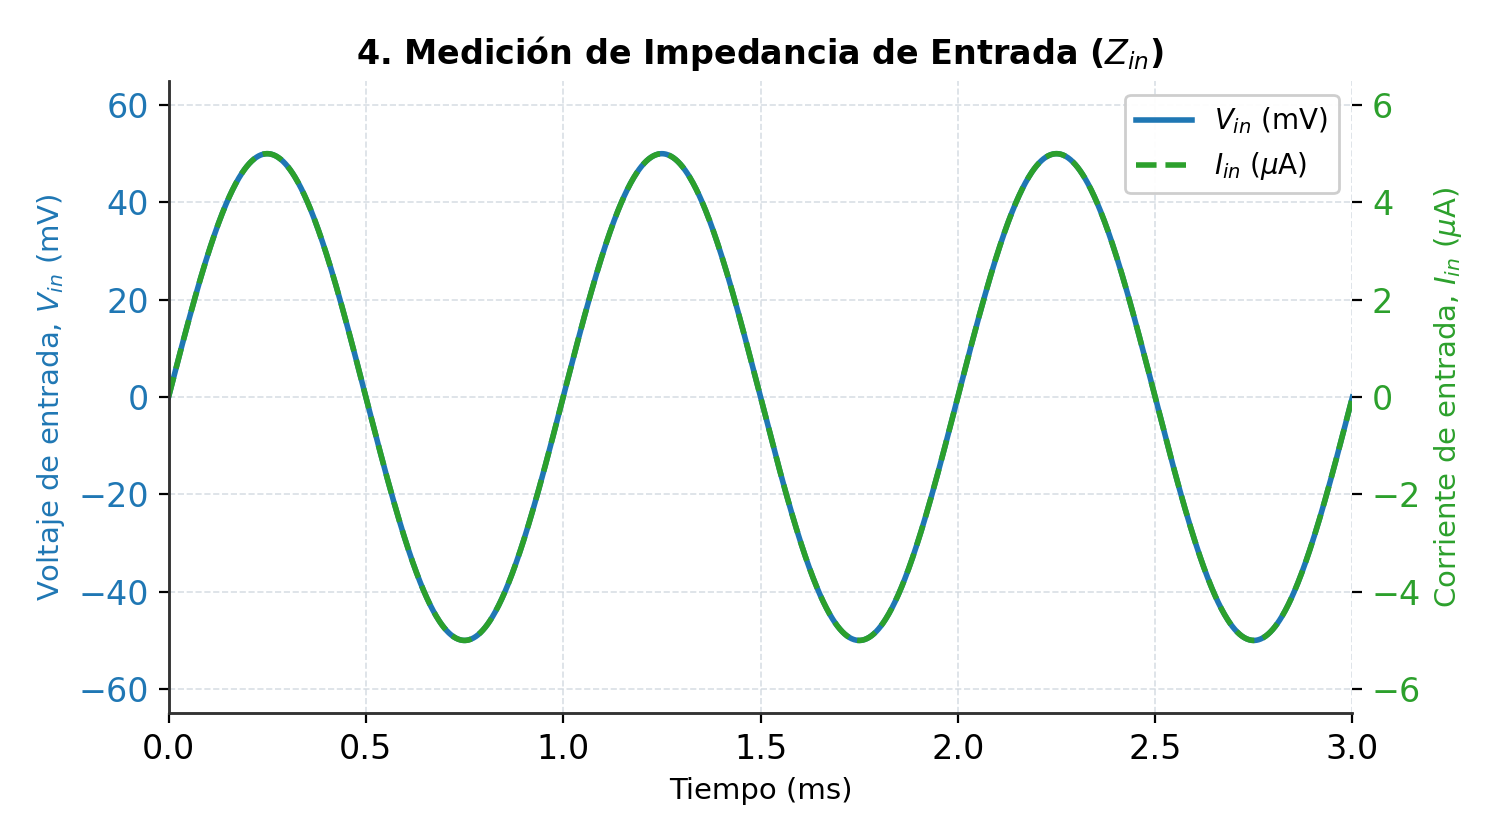 4. Medición de Impedancia de Entrada (Z_in)
V_in (mV)
I_in (μA)
Voltaje de entrada, V_in (mV)
60
40
20
0
−20
−40
−60
6
4
2
0
−2
−4
−6
Corriente de entrada, I_in (μA)
0.0 0.5 1.0 1.5 2.0 2.5 3.0
Tiempo (ms)